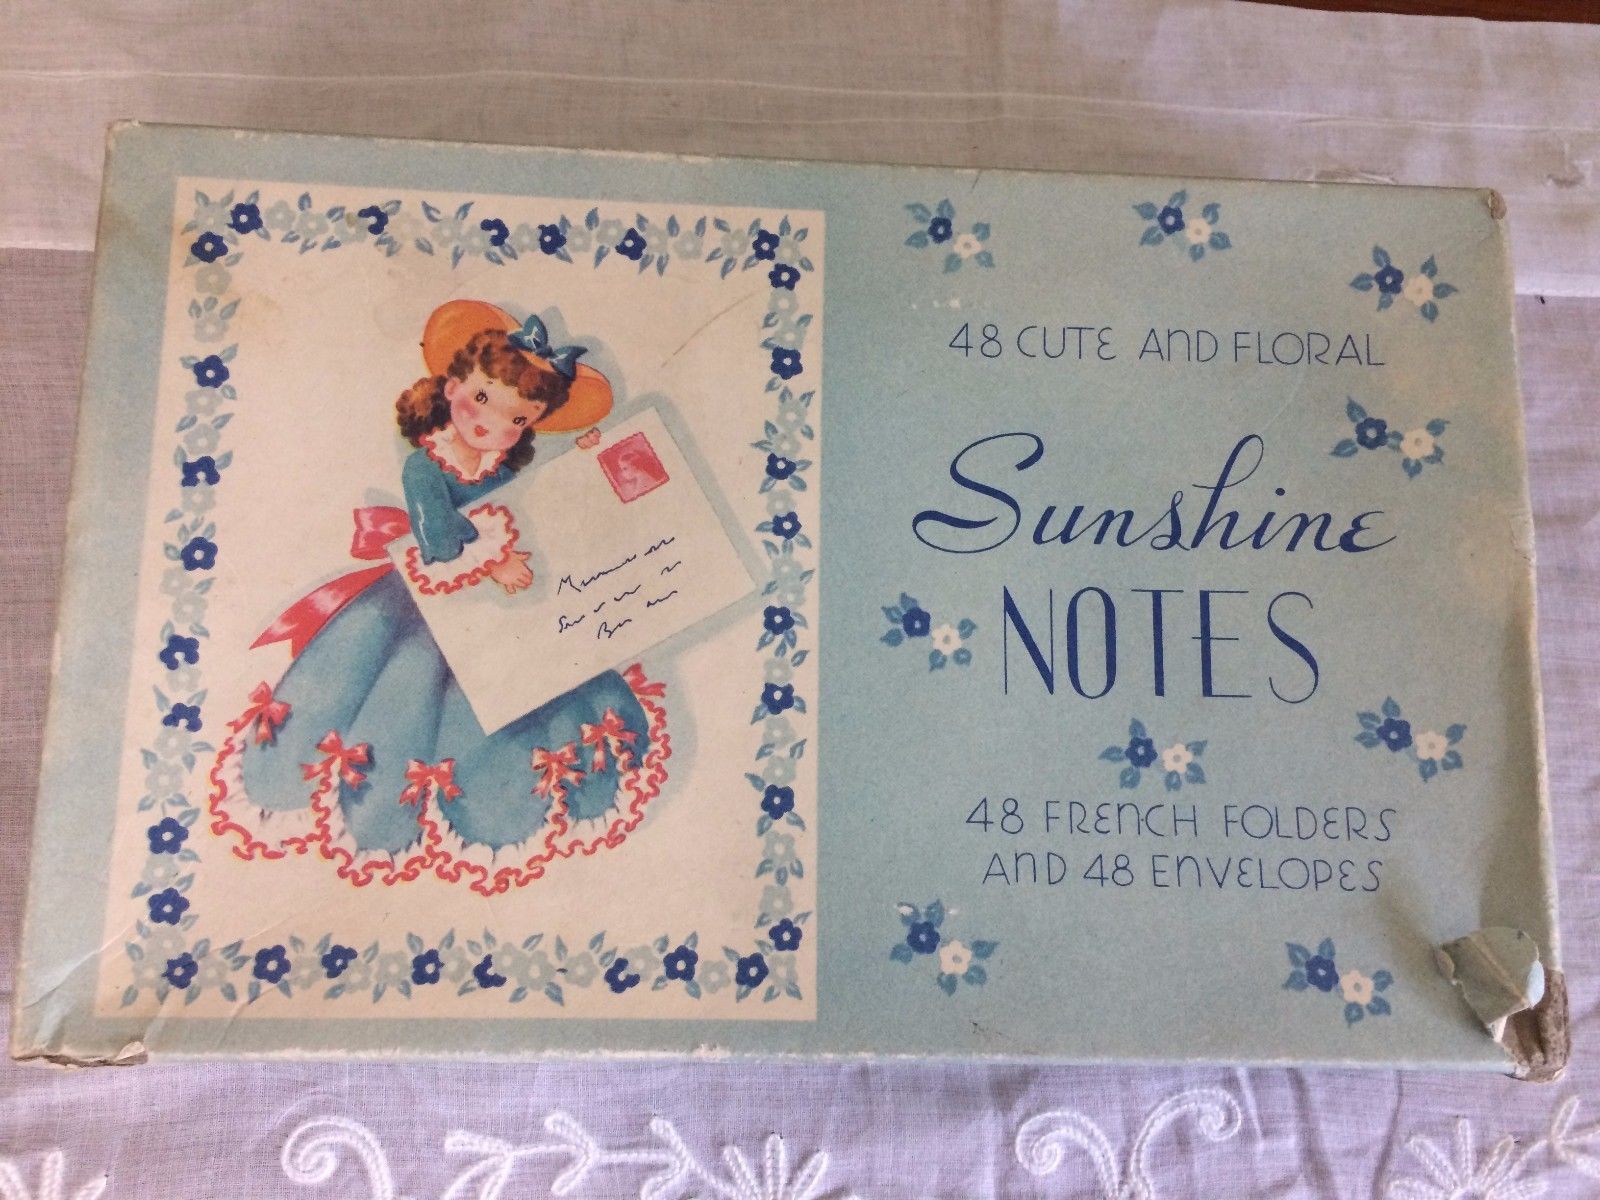 48 CUTE AND FLORAL
Sunshine
NOTES
48 FRENCH FOLDERS
AND 48 ENVELOPES